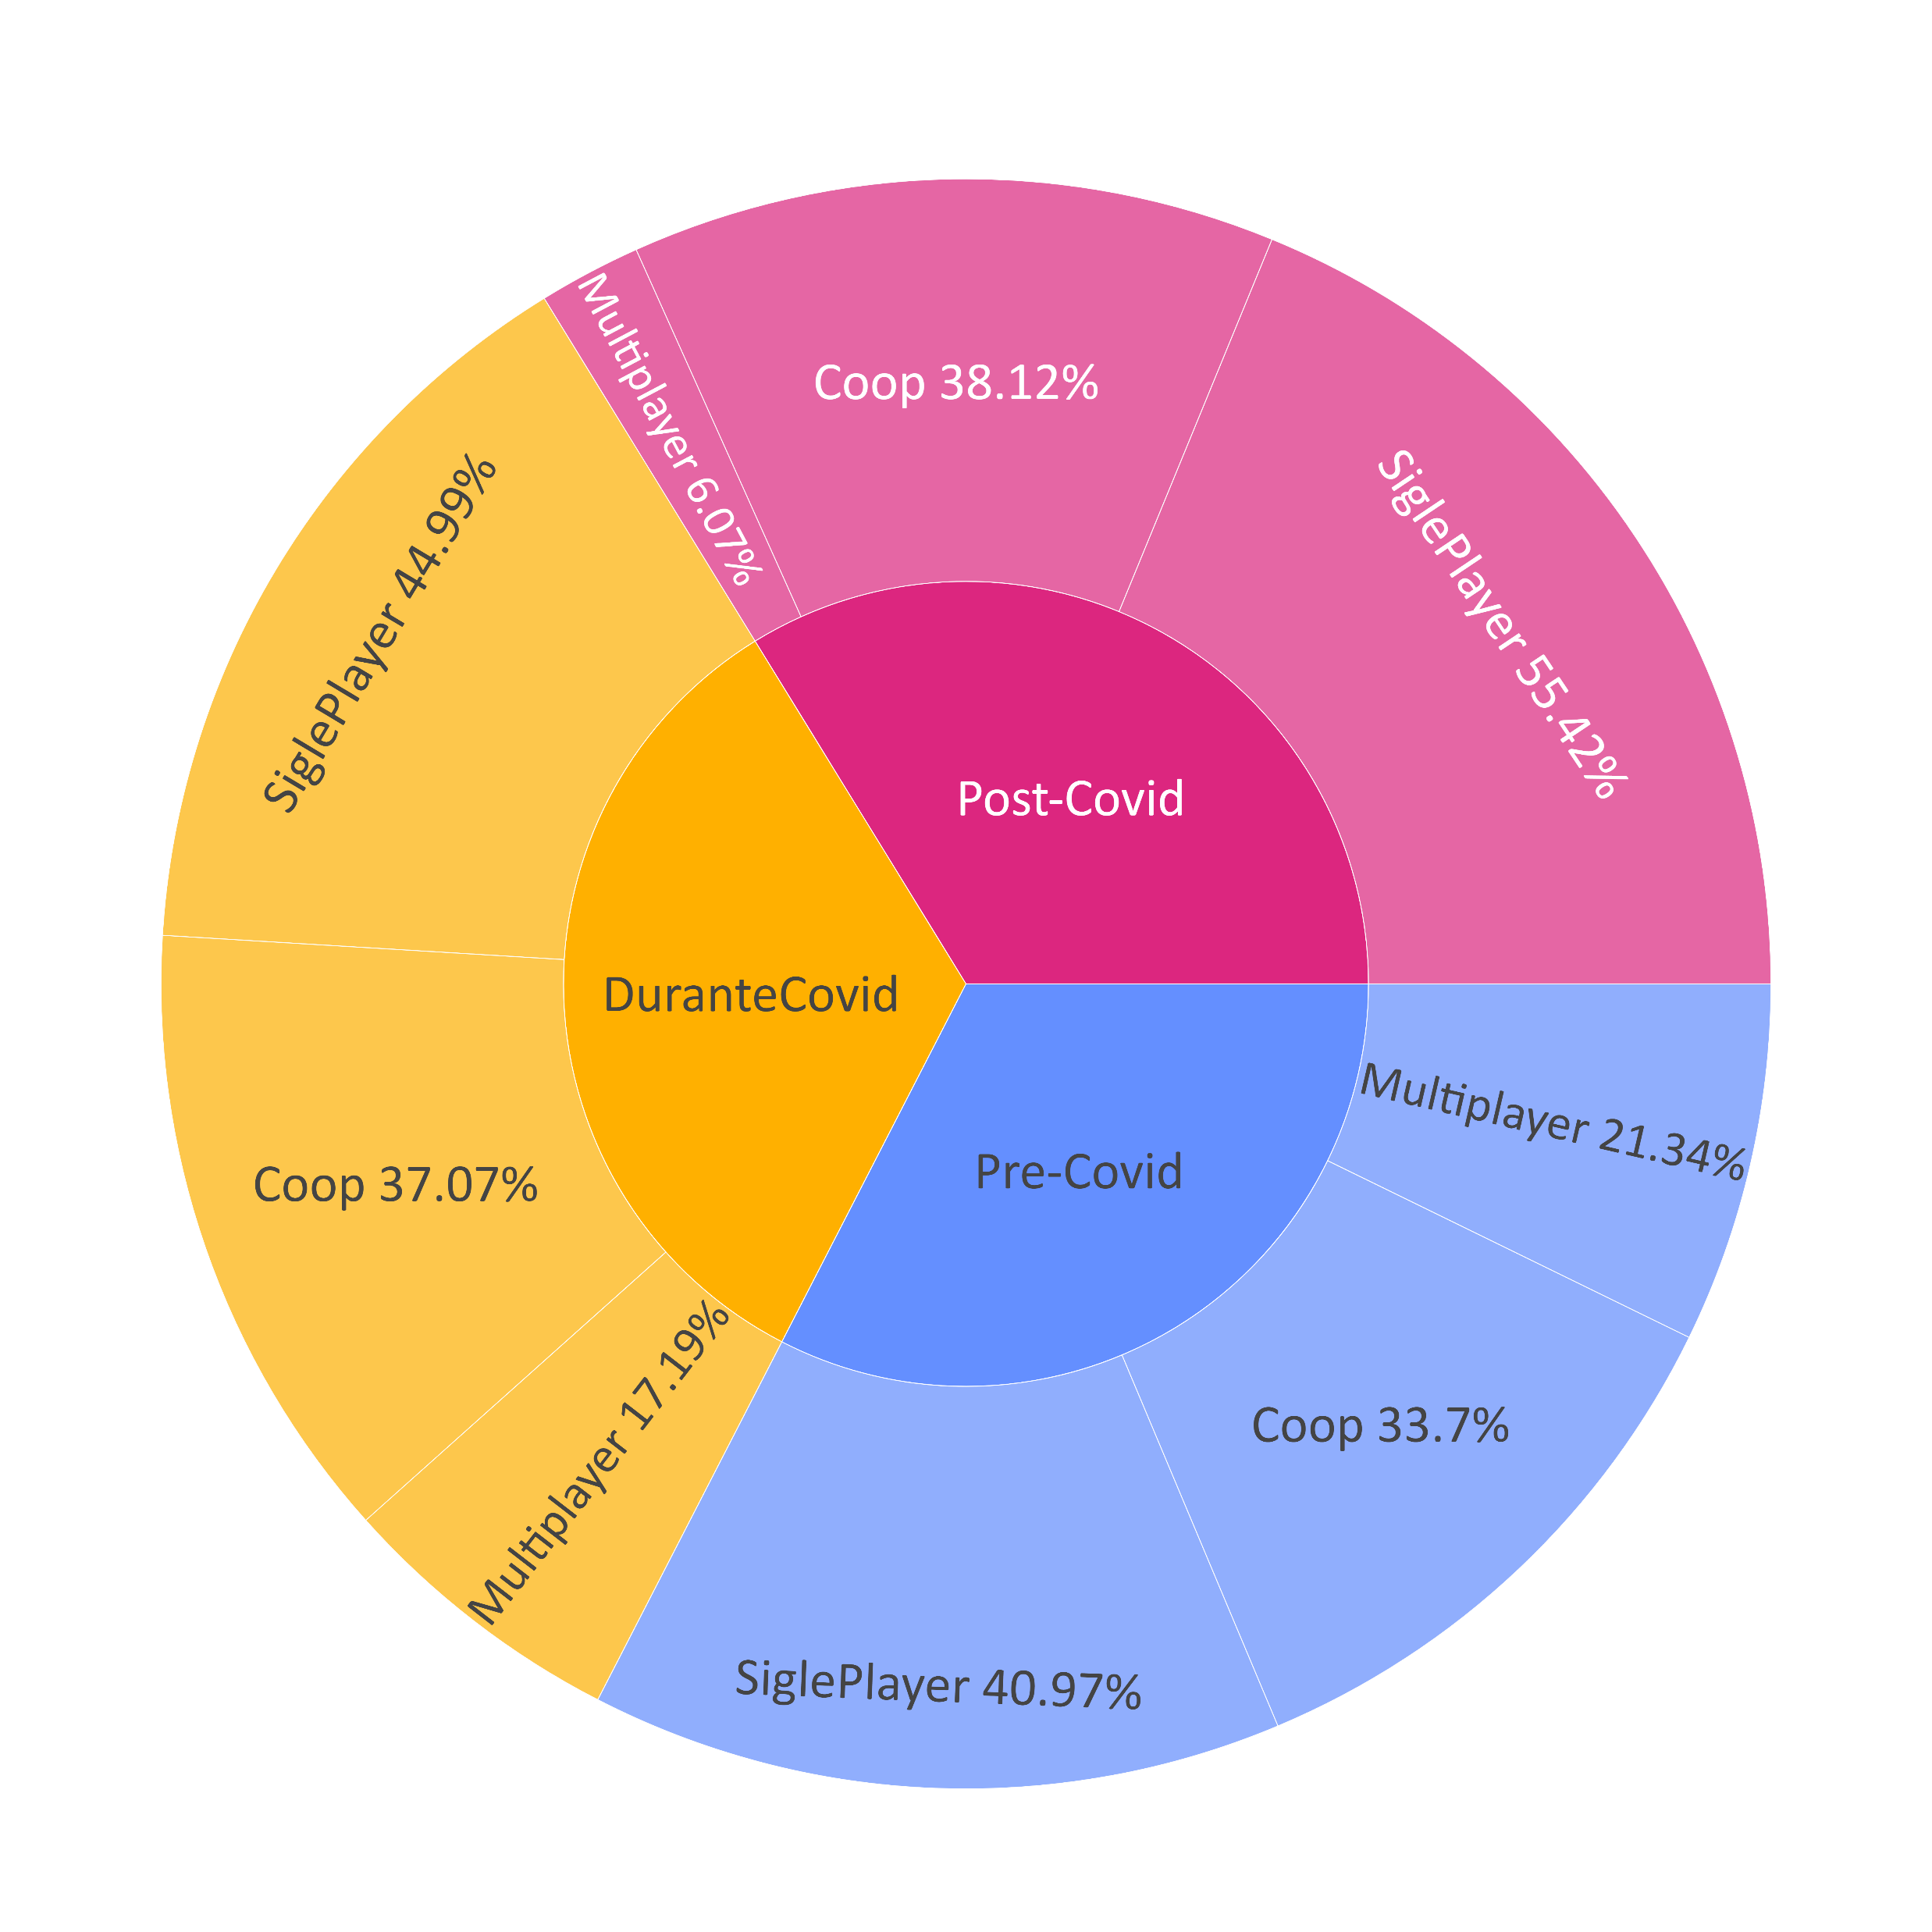 Multiplayer 6.07%
Coop 38.12%
SiglePlayer 55.42%
Post-Covid
SiglePlayer 44.99%
DuranteCovid
Coop 37.07%
Multiplayer 17.19%
Pre-Covid
Multiplayer 21.34%
Coop 33.7%
SiglePlayer 40.97%